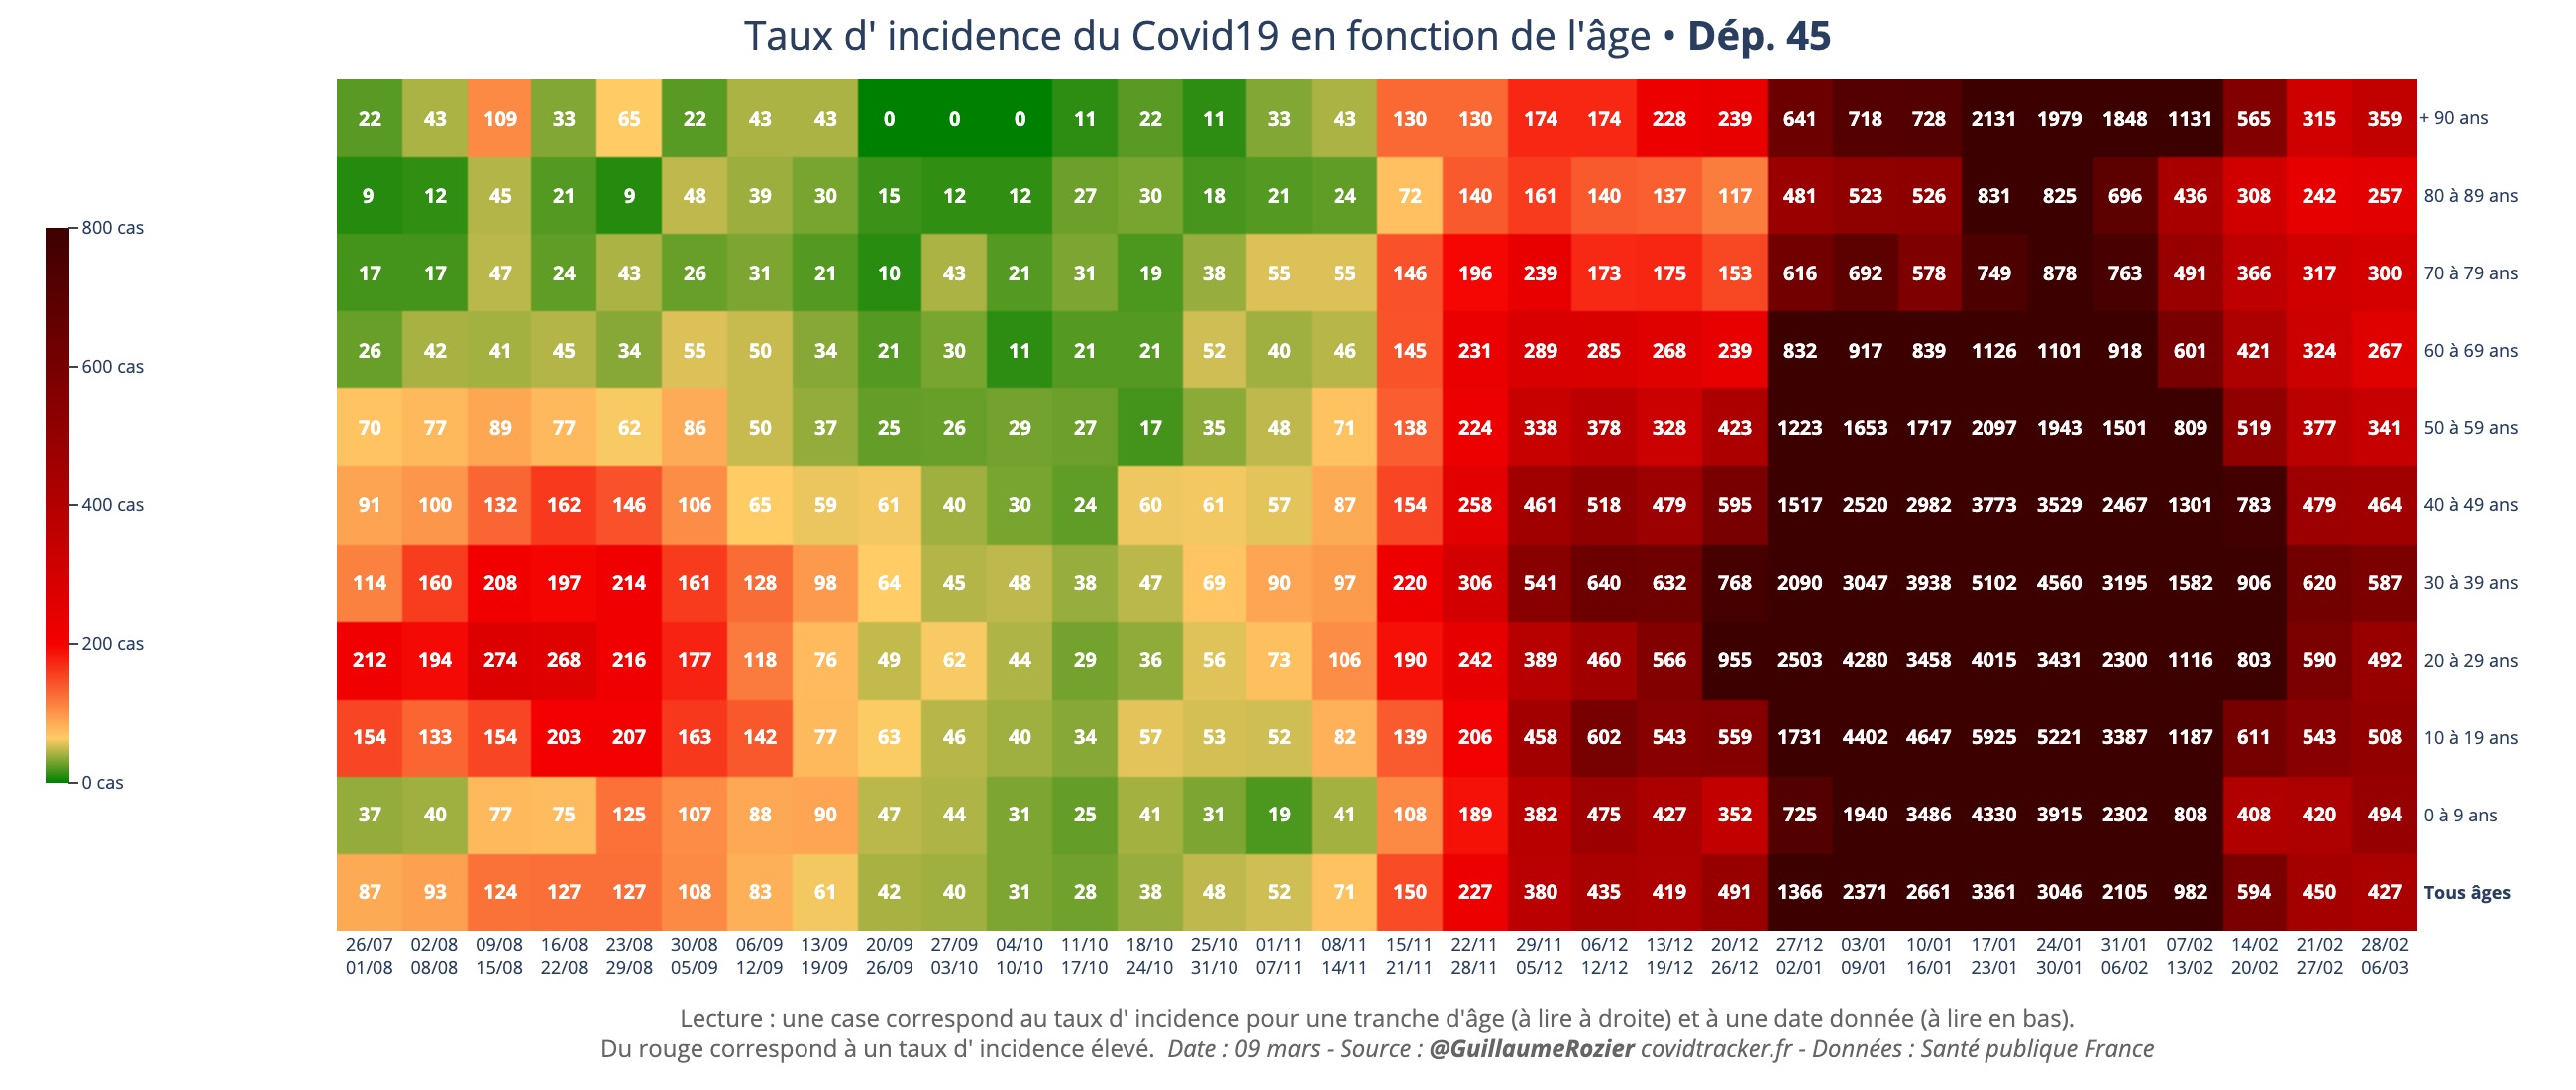 Taux d' incidence du Covid19 en fonction de l'âge • Dép. 45
22 43 109 33 65 22 43 43 0 0 0 11 22 11 33 43 130 130 174 174 228 239 641 718 728 2131 1979 1848 1131 565 315 359 + 90 ans
9 12 45 21 9 48 39 30 15 12 12 27 30 18 21 24 72 140 161 140 137 117 481 523 526 831 825 696 436 308 242 257 80 à 89 ans
800 cas
17 17 47 24 43 26 31 21 10 43 21 31 19 38 55 55 146 196 239 173 175 153 616 692 578 749 878 763 491 366 317 300 70 à 79 ans
26 42 41 45 34 55 50 34 21 30 11 21 21 52 40 46 145 231 289 285 268 239 832 917 839 1126 1101 918 601 421 324 267 60 à 69 ans
600 cas
70 77 89 77 62 86 50 37 25 26 29 27 17 35 48 71 138 224 338 378 328 423 1223 1653 1717 2097 1943 1501 809 519 377 341 50 à 59 ans
400 cas
91 100 132 162 146 106 65 59 61 40 30 24 60 61 57 87 154 258 461 518 479 595 1517 2520 2982 3773 3529 2467 1301 783 479 464 40 à 49 ans
114 160 208 197 214 161 128 98 64 45 48 38 47 69 90 97 220 306 541 640 632 768 2090 3047 3938 5102 4560 3195 1582 906 620 587 30 à 39 ans
200 cas
212 194 274 268 216 177 118 76 49 62 44 29 36 56 73 106 190 242 389 460 566 955 2503 4280 3458 4015 3431 2300 1116 803 590 492 20 à 29 ans
154 133 154 203 207 163 142 77 63 46 40 34 57 53 52 82 139 206 458 602 543 559 1731 4402 4647 5925 5221 3387 1187 611 543 508 10 à 19 ans
0 cas
37 40 77 75 125 107 88 90 47 44 31 25 41 31 19 41 108 189 382 475 427 352 725 1940 3486 4330 3915 2302 808 408 420 494 0 à 9 ans
87 93 124 127 127 108 83 61 42 40 31 28 38 48 52 71 150 227 380 435 419 491 1366 2371 2661 3361 3046 2105 982 594 450 427 Tous âges
26/07 02/08 09/08 16/08 23/08 30/08 06/09 13/09 20/09 27/09 04/10 11/10 18/10 25/10 01/11 08/11 15/11 22/11 29/11 06/12 13/12 20/12 27/12 03/01 10/01 17/01 24/01 31/01 07/02 14/02 21/02 28/02
01/08 08/08 15/08 22/08 29/08 05/09 12/09 19/09 26/09 03/10 10/10 17/10 24/10 31/10 07/11 14/11 21/11 28/11 05/12 12/12 19/12 26/12 02/01 09/01 16/01 23/01 30/01 06/02 13/02 20/02 27/02 06/03
Lecture : une case correspond au taux d' incidence pour une tranche d'âge (à lire à droite) et à une date donnée (à lire en bas).
Du rouge correspond à un taux d' incidence élevé. Date : 09 mars - Source : @GuillaumeRozier covidtracker.fr - Données : Santé publique France